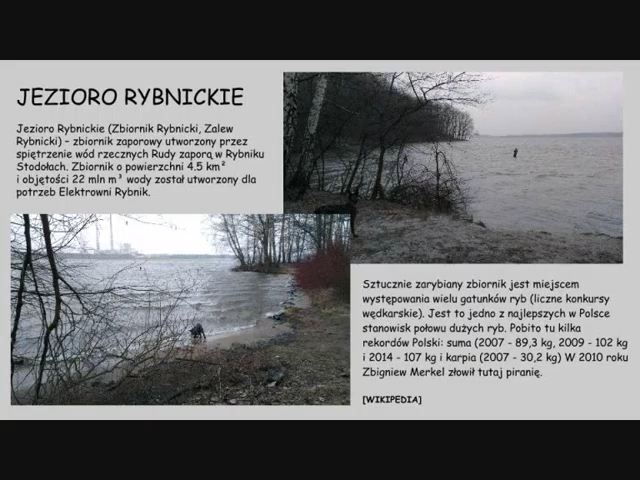 JEZIORO RYBNICKIE
Jezioro Rybnickie (Zbiornik Rybnicki, Zalew
Rybnicki) – zbiornik zaporowy utworzony przez
spiętrzenie wód rzecznych Rudy zaporą w Rybniku
Stodołach. Zbiornik o powierzchni 4.5 km²
i objętości 22 mln m³ wody został utworzony dla
potrzeb Elektrowni Rybnik.
Sztucznie zarybiany zbiornik jest miejscem
występowania wielu gatunków ryb (liczne konkursy
wędkarskie). Jest to jedno z najlepszych w Polsce
stanowisk połowu dużych ryb. Pobito tu kilka
rekordów Polski: suma (2007 - 89,3 kg, 2009 - 102 kg
i 2014 - 107 kg i karpia (2007 - 30,2 kg) W 2010 roku
Zbigniew Merkel złowił tutaj piranię.
[WIKIPEDIA]